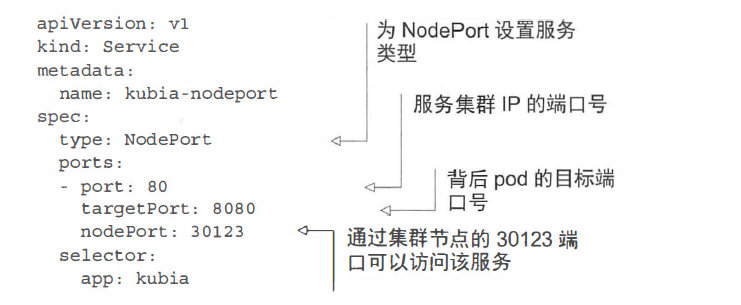 apiVersion: v1
kind: Service
metadata:
  name: kubia-nodeport
spec:
  type: NodePort
  ports:
  - port: 80
    targetPort: 8080
    nodePort: 30123
  selector:
    app: kubia
为 NodePort 设置服务
类型
服务集群 IP 的端口号
背后 pod 的目标端
口号
通过集群节点的 30123 端
口可以访问该服务